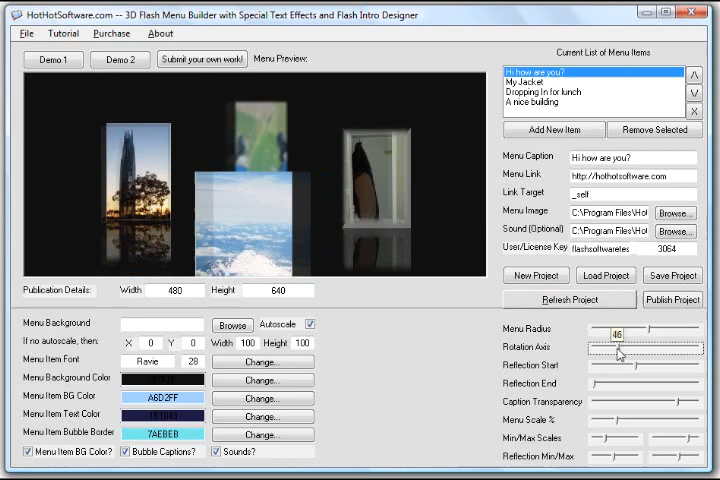 HotHotSoftware.com -- 3D Flash Menu Builder with Special Text Effects and Flash Intro Designer
File Tutorial Purchase About
Demo 1 Demo 2 Submit your own work! Menu Preview:
Current List of Menu Items
Hi how are you?
My Jacket
Dropping In for lunch
A nice building
/\
\/
X
Add New Item Remove Selected
Menu Caption Hi how are you?
Menu Link http://hothotsoftware.com
Link Target _self
Menu Image C:\Program Files\Hol Browse...
Sound (Optional) C:\Program Files\Hol Browse...
User/License Key flashsoftwaretes 3064
New Project Load Project Save Project
Refresh Project Publish Project
Publication Details: Width 480 Height 640
Menu Background Browse Autoscale
If no autoscale, then: X 0 Y 0 Width 100 Height 100
Menu Item Font Ravie 28 Change...
Menu Background Color Change...
Menu Item BG Color A6D2FF Change...
Menu Item Text Color Change...
Menu Item Bubble Border 7AEBEB Change...
Menu Item BG Color? Bubble Captions? Sounds?
Menu Radius
46
Rotation Axis
Reflection Start
Reflection End
Caption Transparency
Menu Scale %
Min/Max Scales
Reflection Min/Max